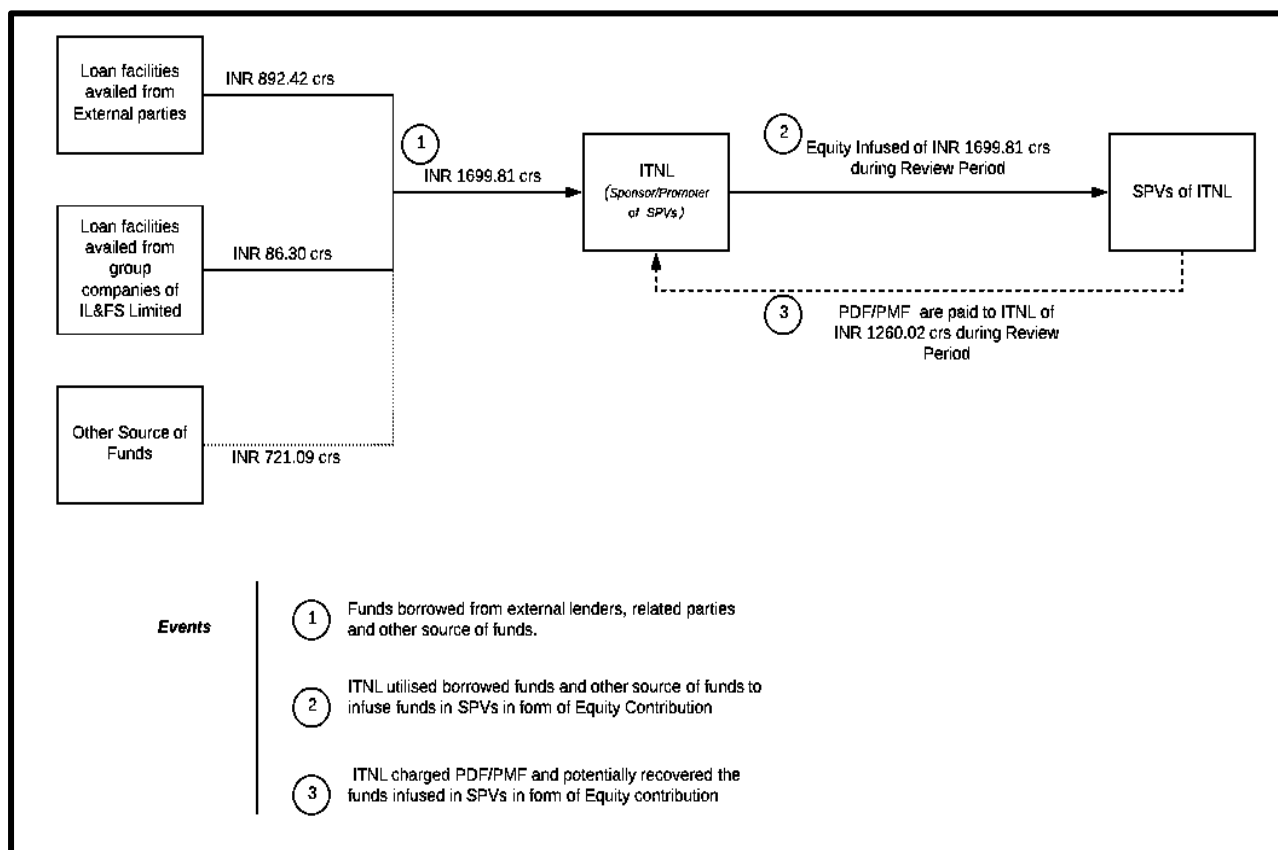 Loan facilities
availed from
External parties
INR 892.42 crs
Loan facilities
availed from
group
companies of
IL&FS Limited
INR 86.30 crs
Other Source of
Funds
INR 721.09 crs
1
INR 1699.81 crs
ITNL
(Sponsor/Promoter
of SPVs)
2
Equity Infused of INR 1699.81 crs
during Review Period
SPVs of ITNL
3
PDF/PMF are paid to ITNL of
INR 1260.02 crs during Review
Period
Events
1
Funds borrowed from external lenders, related parties
and other source of funds.
2
ITNL utilised borrowed funds and other source of funds to
infuse funds in SPVs in form of Equity Contribution
3
ITNL charged PDF/PMF and potentially recovered the
funds infused in SPVs in form of Equity contribution